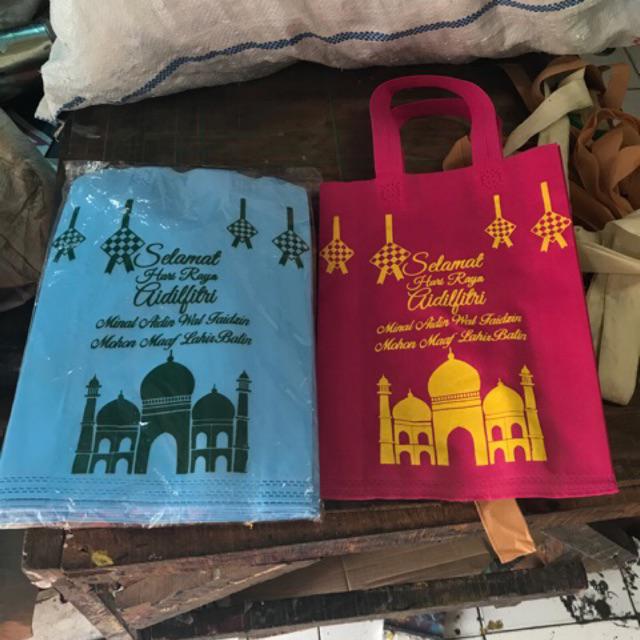 Selamat
Hari Raya
Aidilfitri
Minal Aidin Wal Faidzin
Mohon Maaf Lahir Batin
Selamat
Hari Raya
Aidilfitri
Minal Aidin Wal Faidzin
Mohon Maaf Lahir Batin